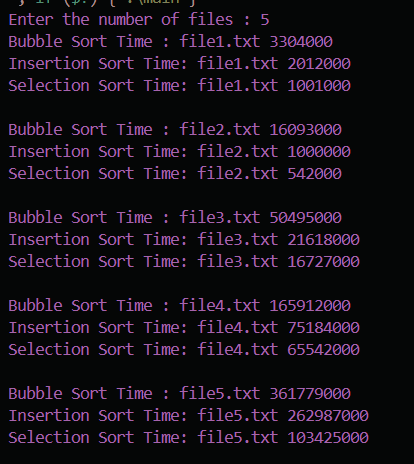 ; if ($?) { .\main }
Enter the number of files : 5
Bubble Sort Time : file1.txt 3304000
Insertion Sort Time: file1.txt 2012000
Selection Sort Time: file1.txt 1001000
Bubble Sort Time : file2.txt 16093000
Insertion Sort Time: file2.txt 1000000
Selection Sort Time: file2.txt 542000
Bubble Sort Time : file3.txt 50495000
Insertion Sort Time: file3.txt 21618000
Selection Sort Time: file3.txt 16727000
Bubble Sort Time : file4.txt 165912000
Insertion Sort Time: file4.txt 75184000
Selection Sort Time: file4.txt 65542000
Bubble Sort Time : file5.txt 361779000
Insertion Sort Time: file5.txt 262987000
Selection Sort Time: file5.txt 103425000